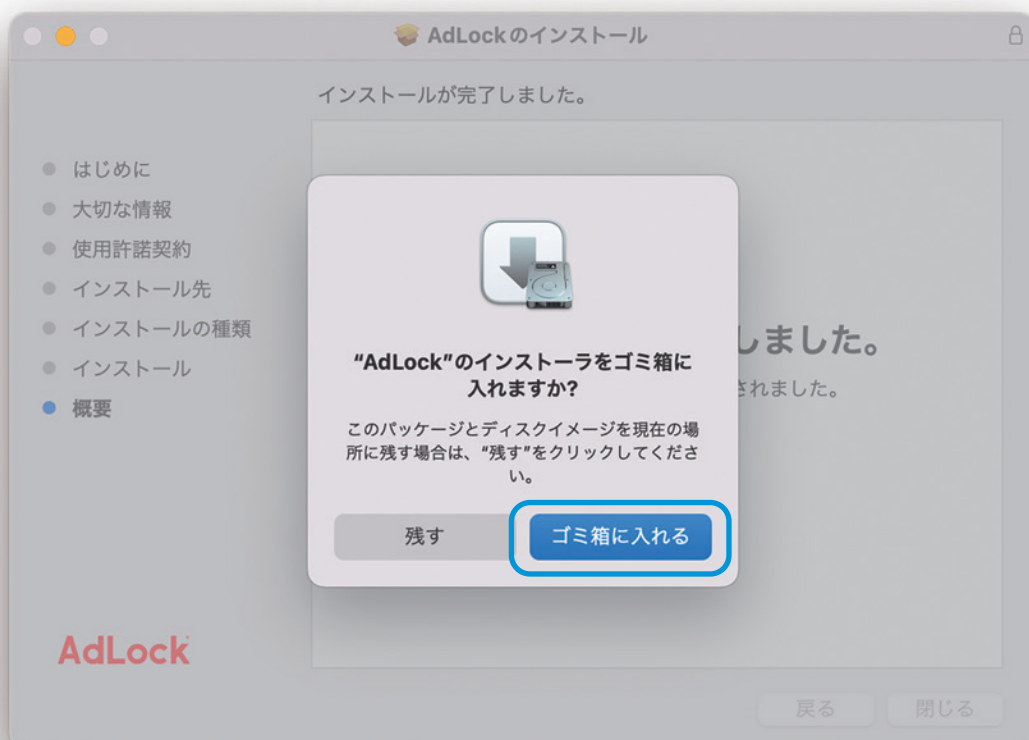 AdLockのインストール
インストールが完了しました。
はじめに
大切な情報
使用許諾契約
インストール先
インストールの種類
インストール
概要
しました。
されました。
“AdLock”のインストーラをゴミ箱に
入れますか?
このパッケージとディスクイメージを現在の場
所に残す場合は、“残す”をクリックしてくださ
い。
残す
ゴミ箱に入れる
AdLock
戻る
閉じる